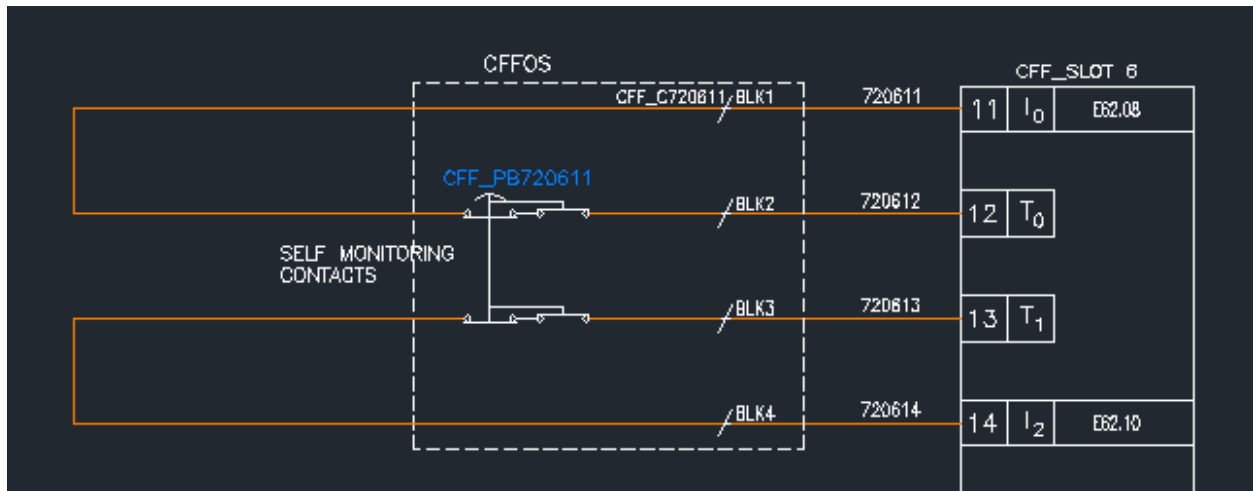 CFFOS
CFF_SLOT 6
CFF_C720611 BLK1
720611
11 I0 E62.08
CFF_PB720611
BLK2
720612
12 T0
SELF MONITORING
CONTACTS
BLK3
720613
13 T1
BLK4
720614
14 I2 E62.10